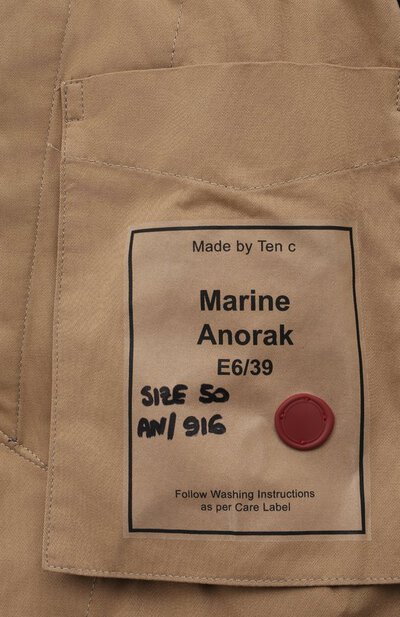 Made by Ten c
Marine
Anorak
E6/39
SIZE 50
AN/916
Follow Washing Instructions
as per Care Label